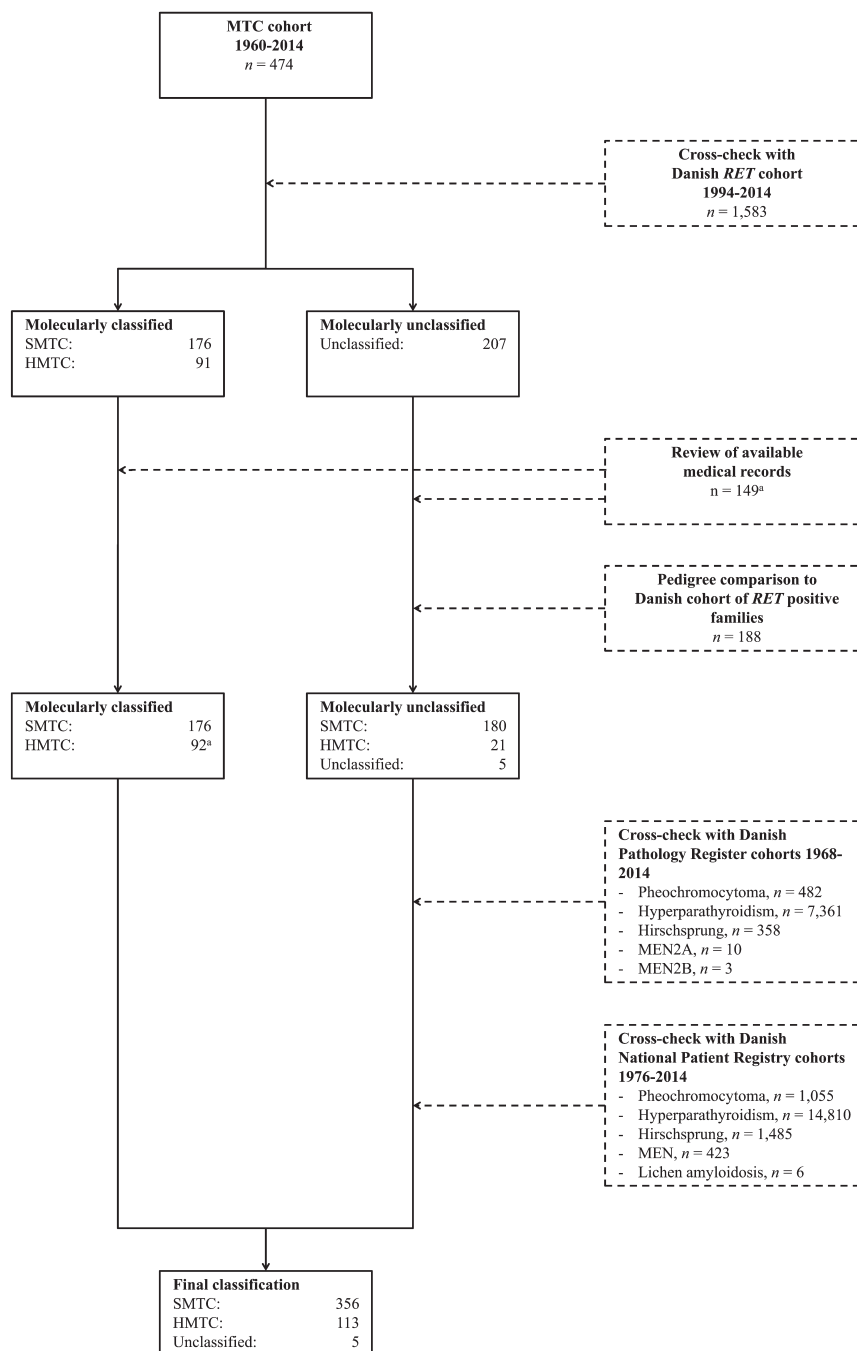 MTC cohort
1960-2014
n = 474
Cross-check with
Danish RET cohort
1994-2014
n = 1,583
Molecularly classified
SMTC: 176
HMTC: 91
Molecularly unclassified
Unclassified: 207
Review of available
medical records
n = 149ᵃ
Pedigree comparison to
Danish cohort of RET positive
families
n = 188
Molecularly classified
SMTC: 176
HMTC: 92ᵃ
Molecularly unclassified
SMTC: 180
HMTC: 21
Unclassified: 5
Cross-check with Danish
Pathology Register cohorts 1968-
2014
- Pheochromocytoma, n = 482
- Hyperparathyroidism, n = 7,361
- Hirschsprung, n = 358
- MEN2A, n = 10
- MEN2B, n = 3
Cross-check with Danish
National Patient Registry cohorts
1976-2014
- Pheochromocytoma, n = 1,055
- Hyperparathyroidism, n = 14,810
- Hirschsprung, n = 1,485
- MEN, n = 423
- Lichen amyloidosis, n = 6
Final classification
SMTC: 356
HMTC: 113
Unclassified: 5